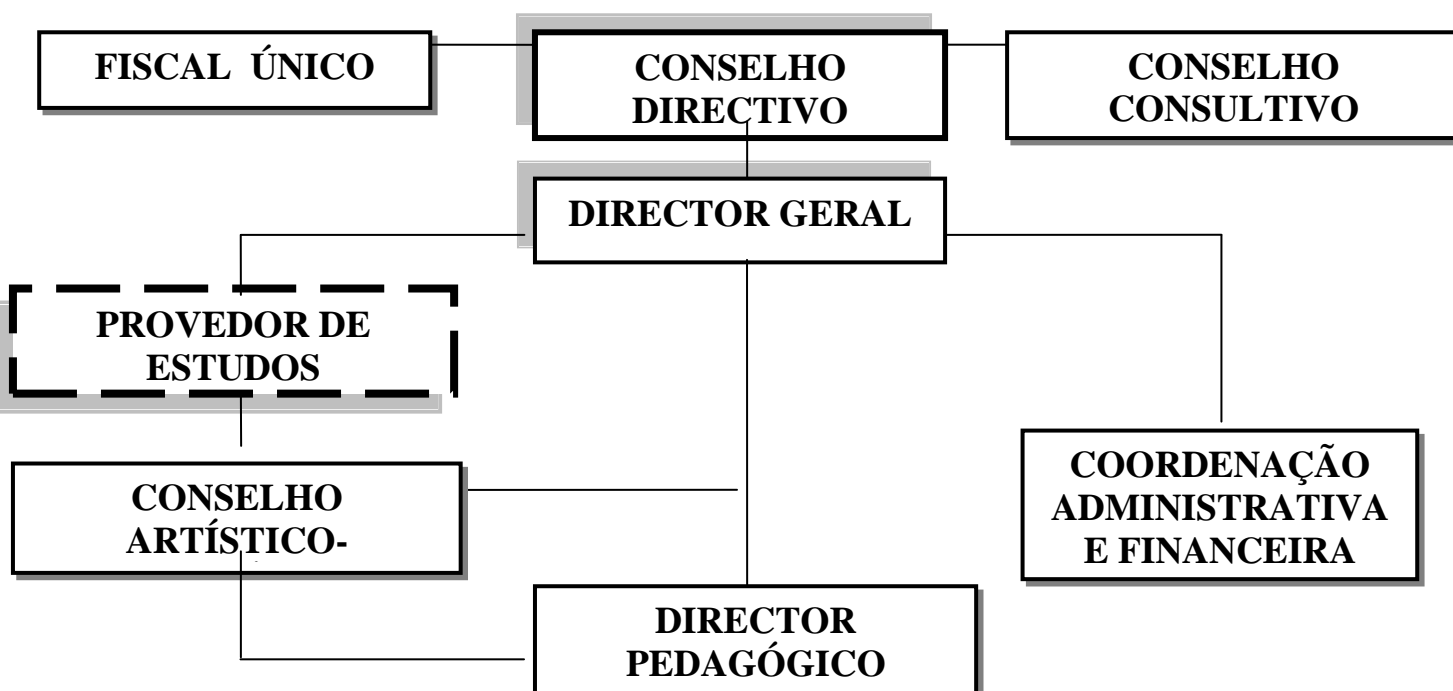 FISCAL ÚNICO
CONSELHO
DIRECTIVO
CONSELHO
CONSULTIVO
DIRECTOR GERAL
PROVEDOR DE
ESTUDOS
CONSELHO
ARTÍSTICO-
COORDENAÇÃO
ADMINISTRATIVA
E FINANCEIRA
DIRECTOR
PEDAGÓGICO